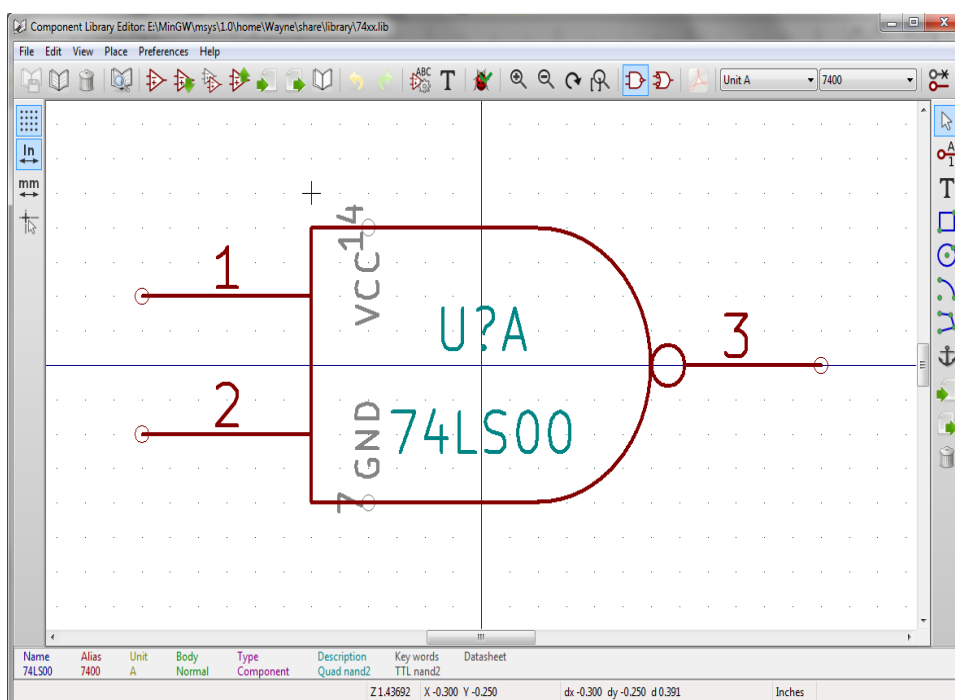 Component Library Editor: E:\MinGW\msys\1.0\home\Wayne\share\library\74xx.lib
File Edit View Place Preferences Help
ABC T Unit A 7400
In
mm
A
1
T
14
VCC
1
U?A
3
2
GND
74LS00
7
Name Alias Unit Body Type Description Key words Datasheet
74LS00 7400 A Normal Component Quad nand2 TTL nand2
Z 1.43692 X -0.300 Y -0.250 dx -0.300 dy -0.250 d 0.391 Inches